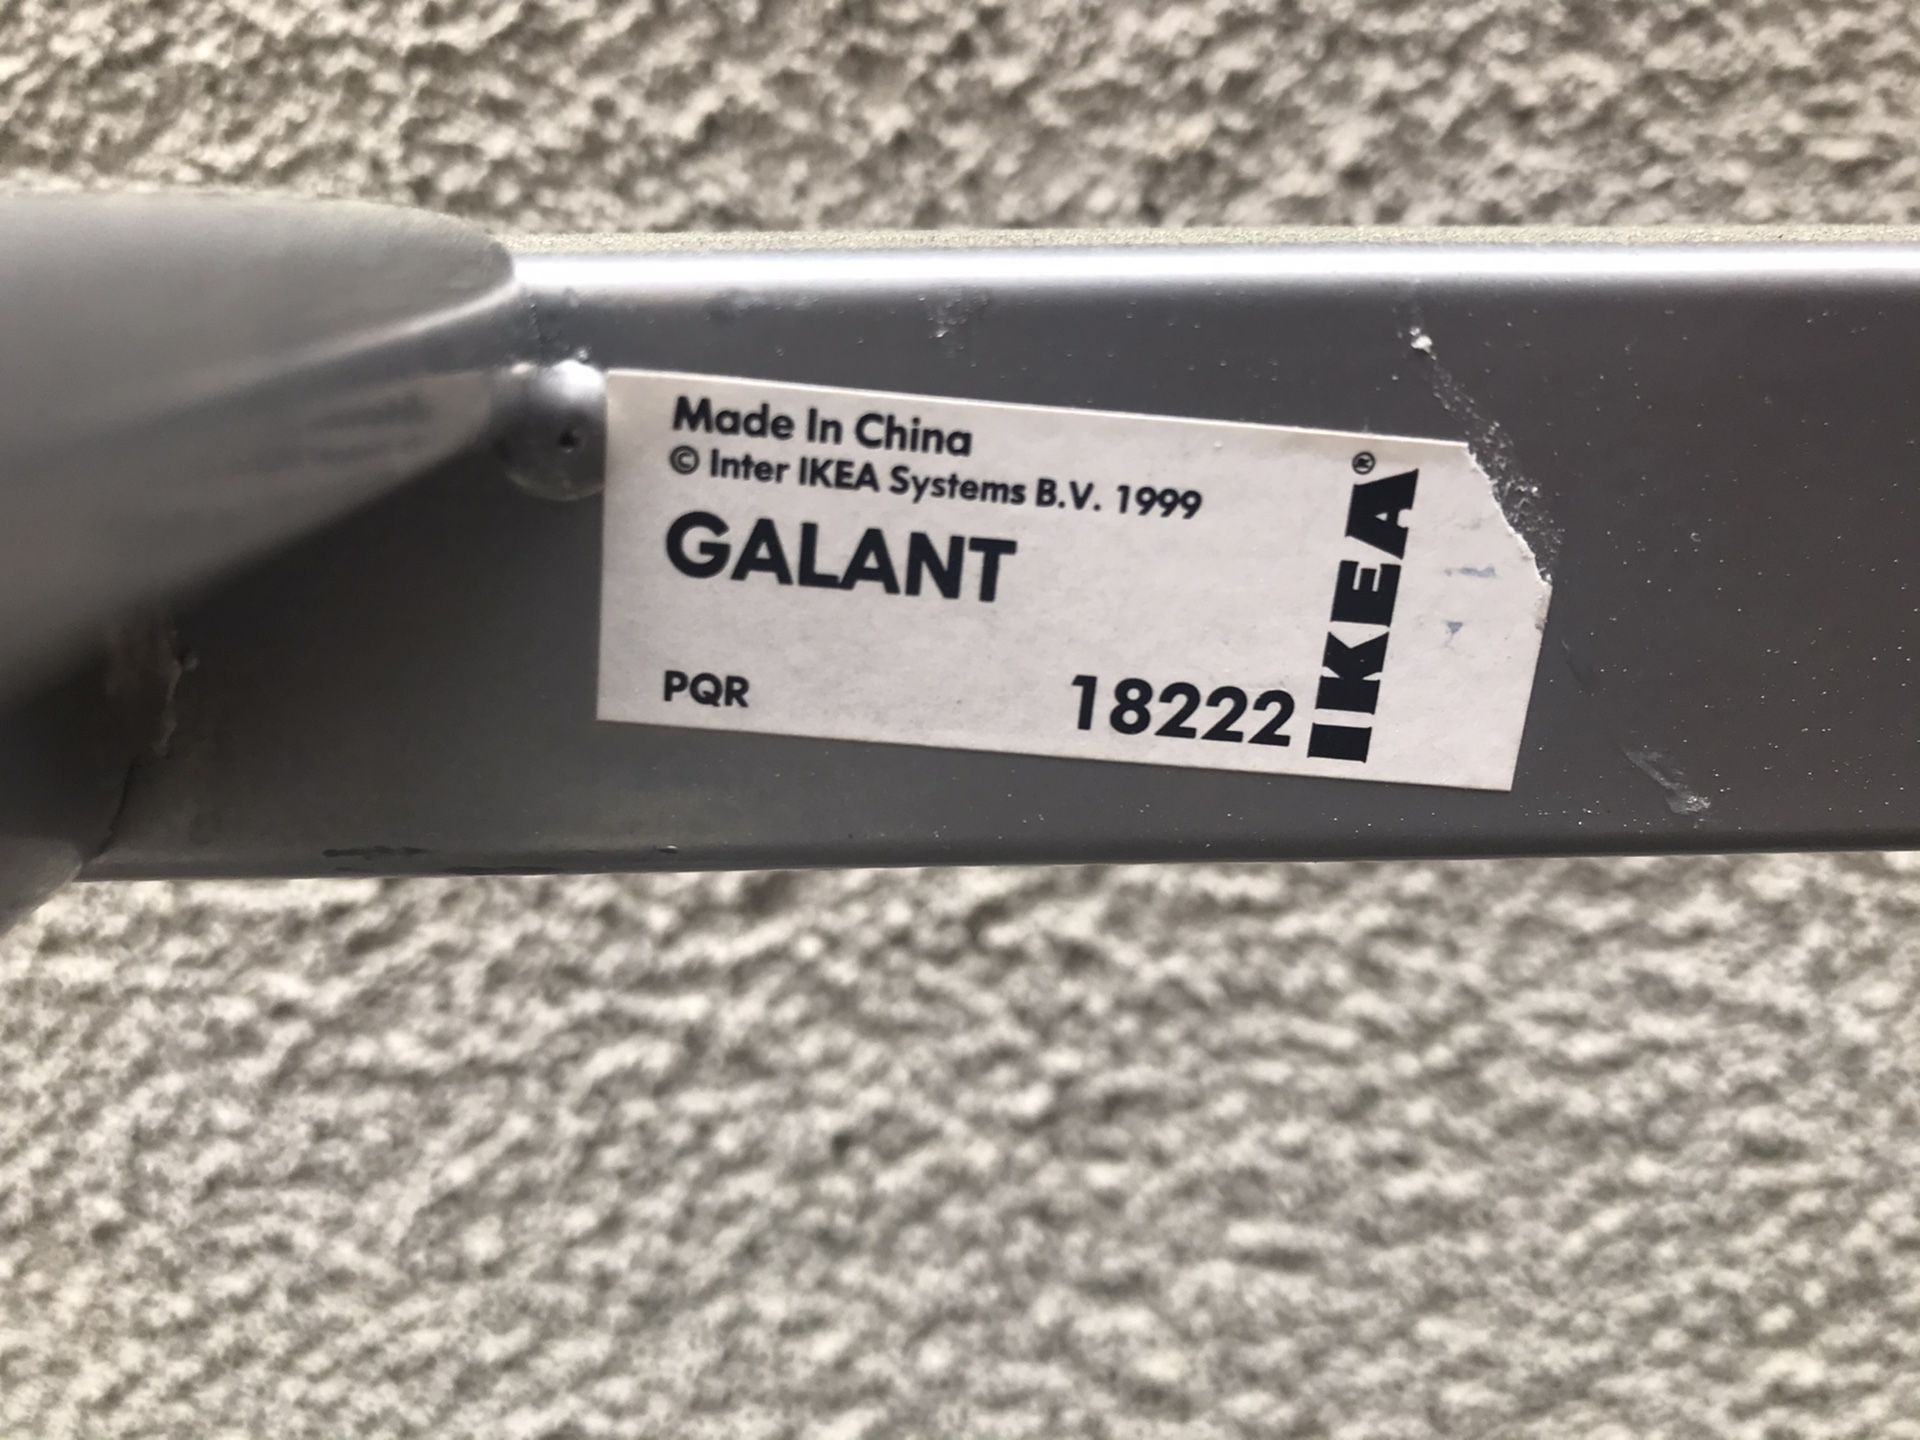 Made In China
© Inter IKEA Systems B.V. 1999
GALANT
PQR
18222
IKEA®